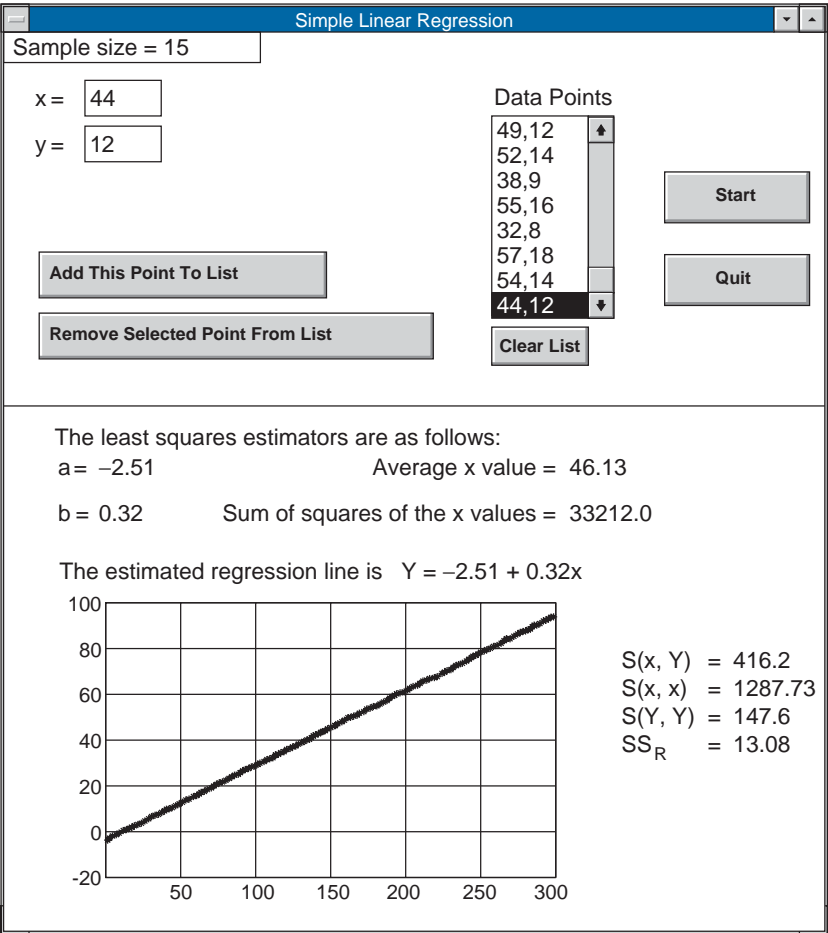 Simple Linear Regression
Sample size = 15
x = 44
y = 12
Data Points
49,12
52,14
38,9
55,16
32,8
57,18
54,14
44,12
Start
Quit
Add This Point To List
Remove Selected Point From List
Clear List
The least squares estimators are as follows:
a = −2.51 Average x value = 46.13
b = 0.32 Sum of squares of the x values = 33212.0
The estimated regression line is Y = −2.51 + 0.32x
100
80
60
40
20
0
-20
50 100 150 200 250 300
S(x, Y) = 416.2
S(x, x) = 1287.73
S(Y, Y) = 147.6
SS_R = 13.08